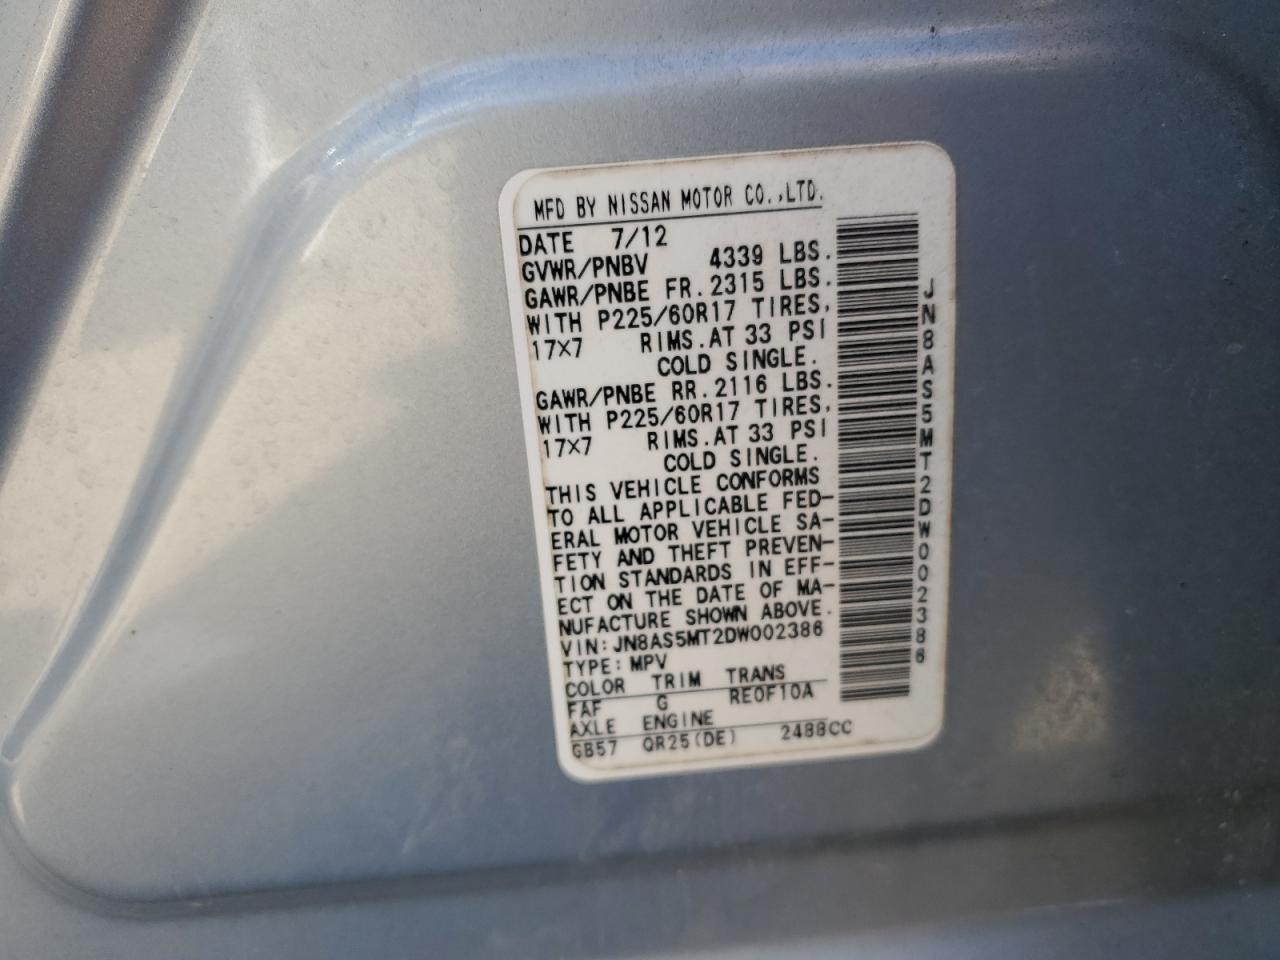 MFD BY NISSAN MOTOR CO.,LTD.
DATE 7/12
GVWR/PNBV 4339 LBS.
GAWR/PNBE FR.2315 LBS.
WITH P225/60R17 TIRES,
17X7 RIMS.AT 33 PSI
COLD SINGLE.
GAWR/PNBE RR.2116 LBS.
WITH P225/60R17 TIRES,
17X7 RIMS.AT 33 PSI
COLD SINGLE.
THIS VEHICLE CONFORMS
TO ALL APPLICABLE FED-
ERAL MOTOR VEHICLE SA-
FETY AND THEFT PREVEN-
TION STANDARDS IN EFF-
ECT ON THE DATE OF MA-
NUFACTURE SHOWN ABOVE.
VIN:JN8AS5MT2DW002386
TYPE:MPV
COLOR TRIM TRANS
FAF G RE0F10A
AXLE ENGINE
GB57 QR25(DE) 2488CC
JN8AS5MT2DW002386